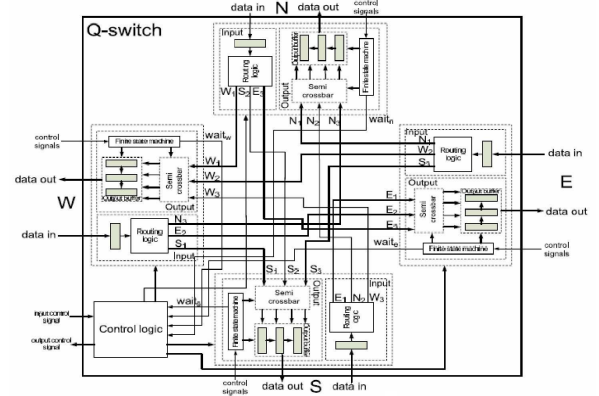 data in
N
data out
control
signals
Q-switch
Input
Routing
logic
W1 S2 E3
Output buffer
Finite state machine
Semi
crossbar
Output
waitn
N1 N2 N3
control
signals
Finite state machine
waitw
data out
W
Output buffer
Semi
crossbar
W1
W2
W3
Output
data in
Routing
logic
N3
E2
S1
Input
Input
N1
W2
S3
Routing
logic
data in
E
Output
E1
E2
E3
Semi
crossbar
Output buffer
data out
waite
Finite state machine
control
signals
S1 S2 S3
waits
Finite state machine
Semi
crossbar
Output
Output buffer
Input
E1 N2 W3
Routing
logic
input control
signal
Control logic
output control
signal
control
signals
data out
S
data in